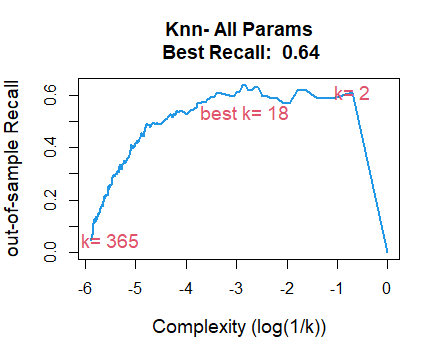 Knn- All Params
Best Recall:  0.64
out-of-sample Recall
0.6
0.4
0.2
0.0
k= 2
best k= 18
k= 365
-6 -5 -4 -3 -2 -1 0
Complexity (log(1/k))